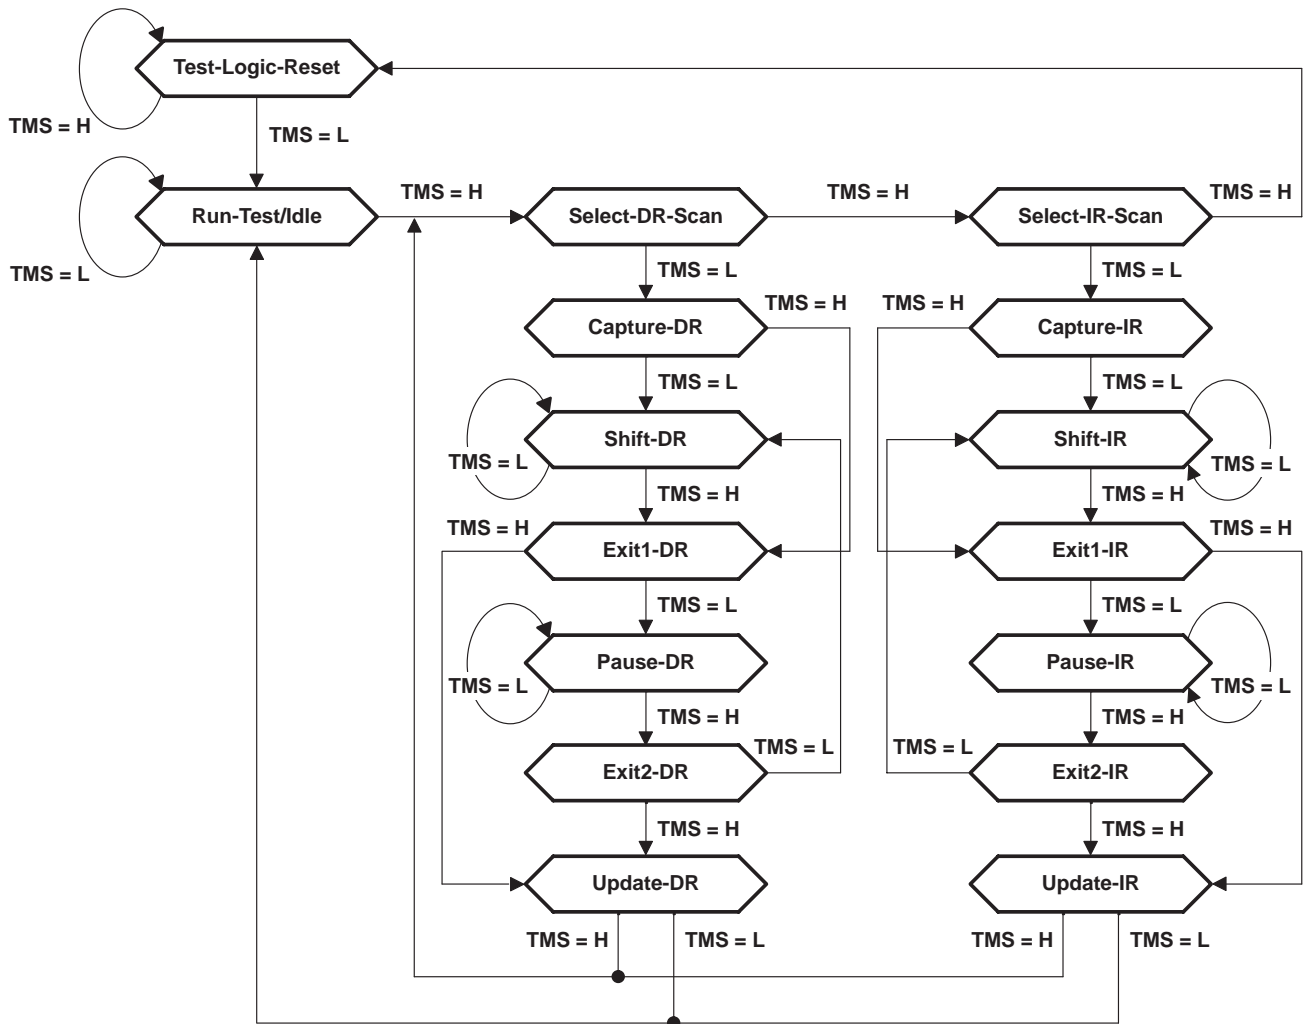 Test-Logic-Reset
TMS = H
TMS = L
TMS = H
TMS = H
TMS = H
Run-Test/Idle
Select-DR-Scan
Select-IR-Scan
TMS = L
TMS = L
TMS = L
TMS = H
TMS = H
Capture-DR
Capture-IR
TMS = L
TMS = L
Shift-DR
Shift-IR
TMS = L
TMS = L
TMS = H
TMS = H
TMS = H
TMS = H
Exit1-DR
Exit1-IR
TMS = L
TMS = L
Pause-DR
Pause-IR
TMS = L
TMS = L
TMS = H
TMS = H
TMS = L
TMS = L
Exit2-DR
Exit2-IR
TMS = H
TMS = H
Update-DR
Update-IR
TMS = H
TMS = L
TMS = H
TMS = L